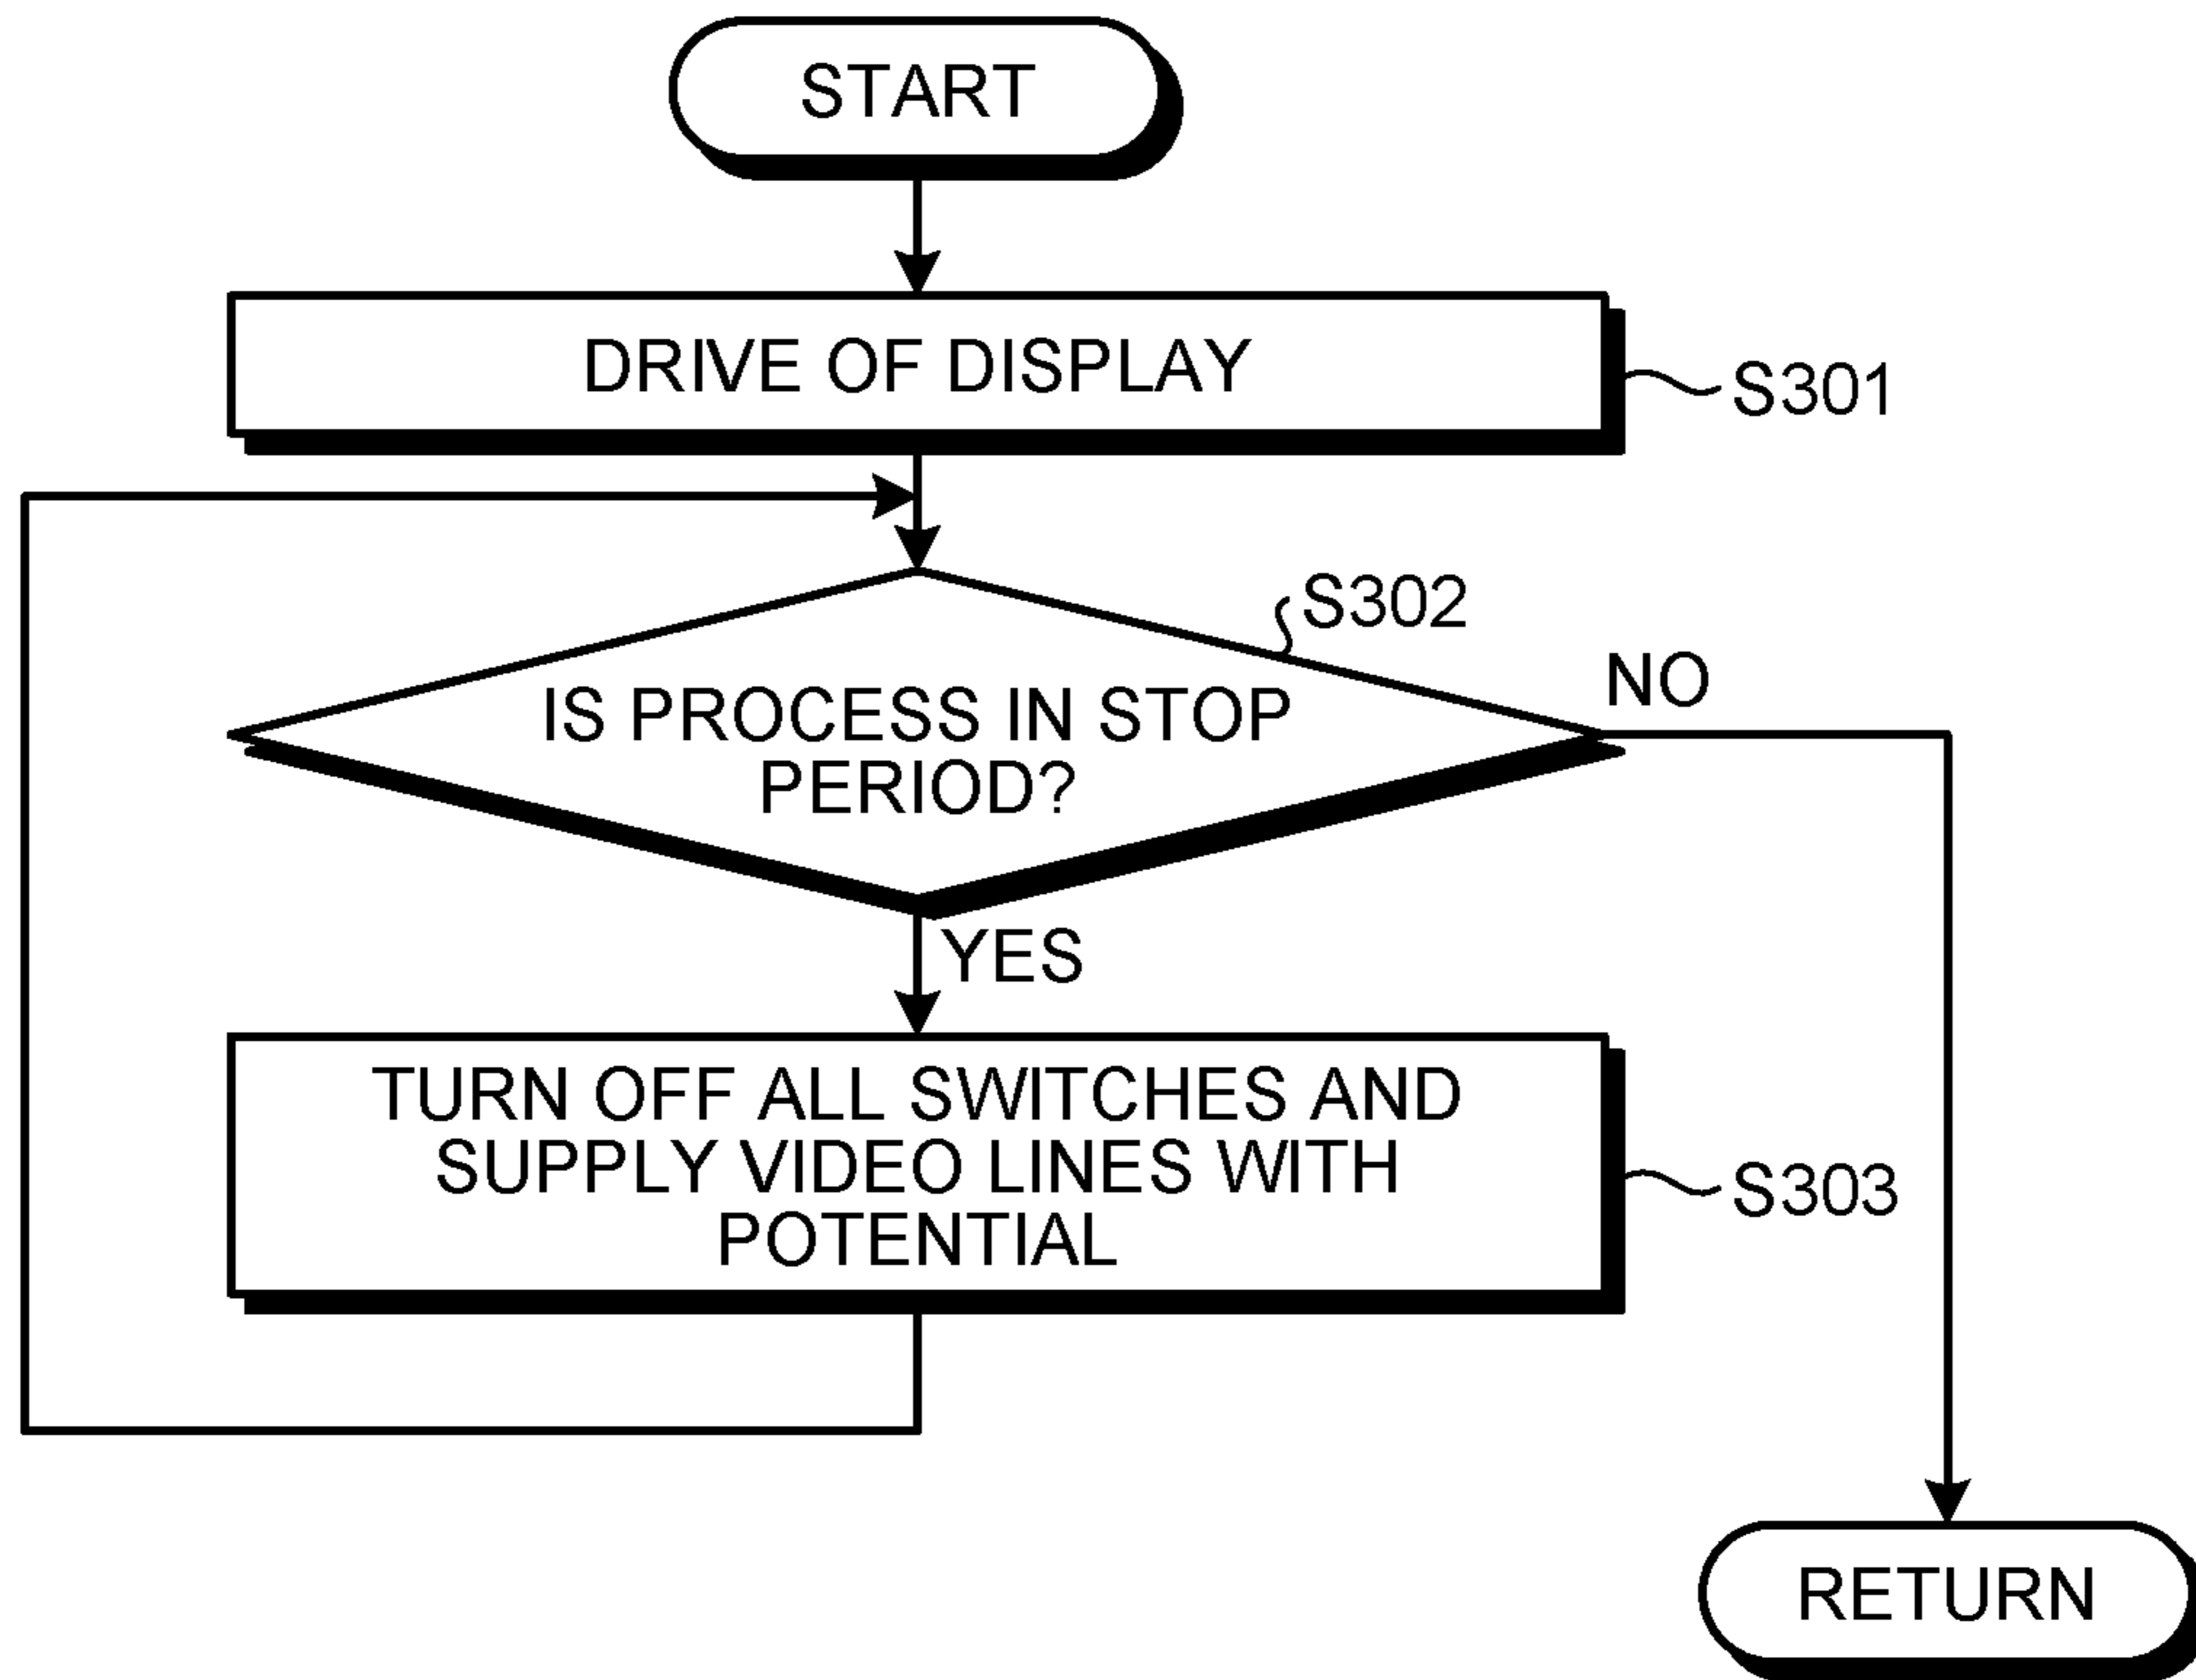 START
DRIVE OF DISPLAY
S301
S302
IS PROCESS IN STOP
PERIOD?
NO
YES
TURN OFF ALL SWITCHES AND
SUPPLY VIDEO LINES WITH
POTENTIAL
S303
RETURN